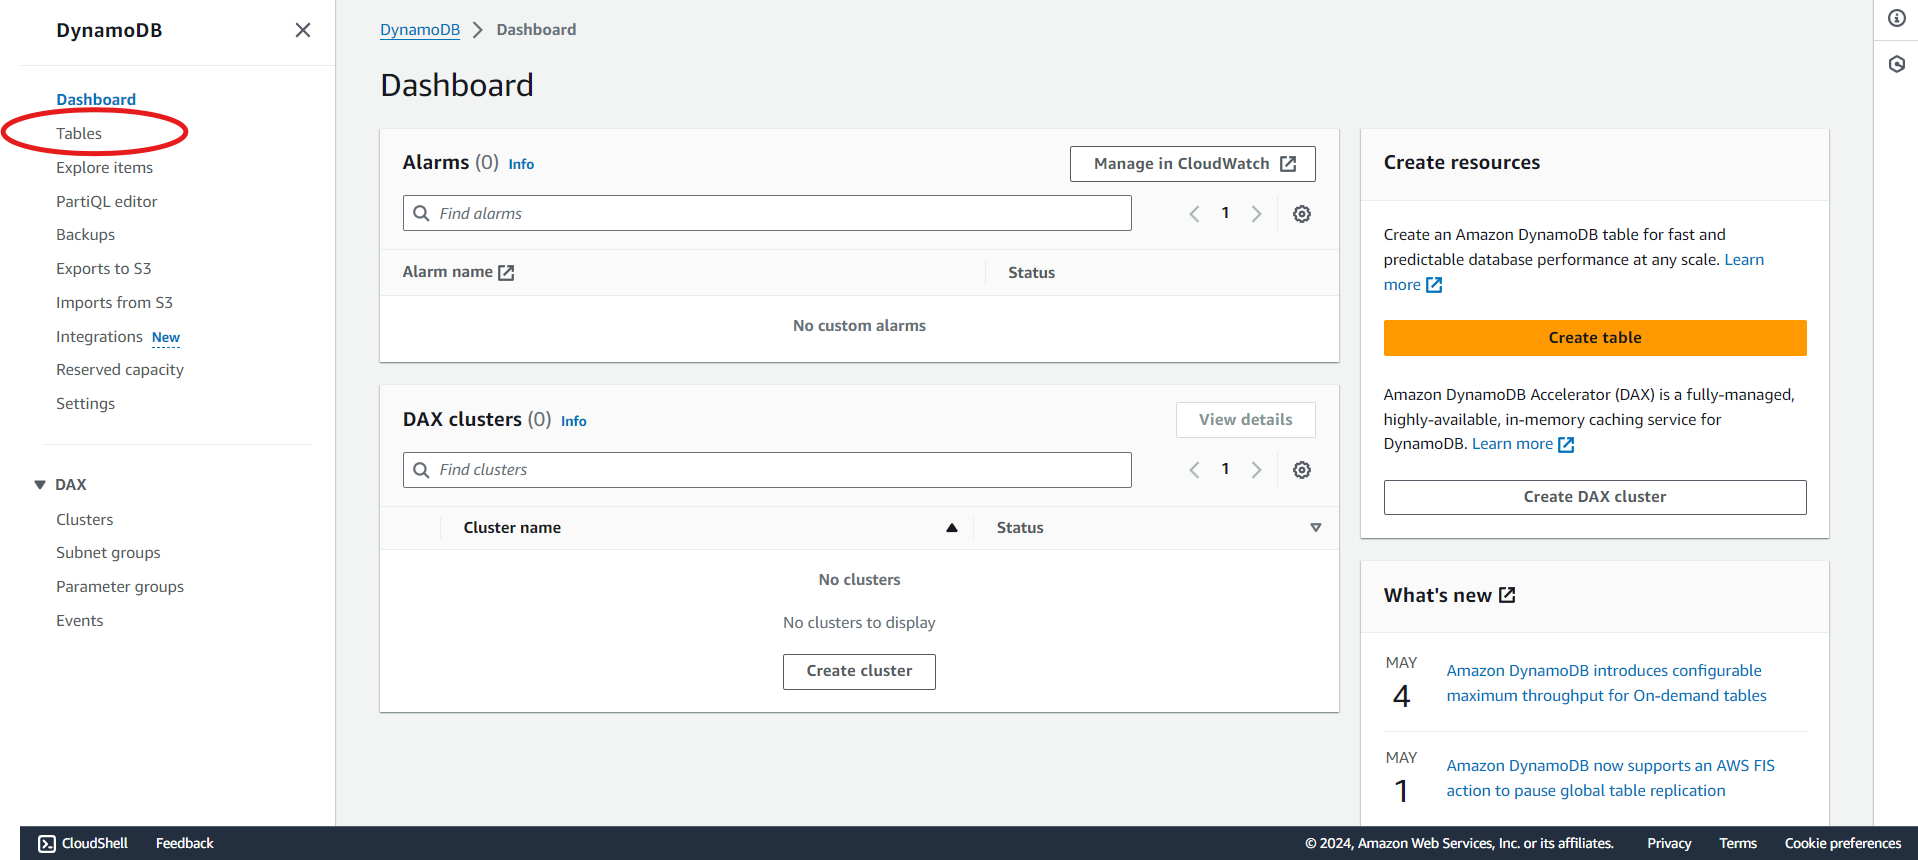 DynamoDB
Dashboard
Tables
Explore items
PartiQL editor
Backups
Exports to S3
Imports from S3
Integrations New
Reserved capacity
Settings
DAX
Clusters
Subnet groups
Parameter groups
Events
DynamoDB Dashboard
Dashboard
Alarms (0) Info
Manage in CloudWatch
Find alarms
1
Alarm name
Status
No custom alarms
DAX clusters (0) Info
View details
Find clusters
1
Cluster name
Status
No clusters
No clusters to display
Create cluster
Create resources
Create an Amazon DynamoDB table for fast and
predictable database performance at any scale. Learn
more
Create table
Amazon DynamoDB Accelerator (DAX) is a fully-managed,
highly-available, in-memory caching service for
DynamoDB. Learn more
Create DAX cluster
What's new
MAY
4
Amazon DynamoDB introduces configurable
maximum throughput for On-demand tables
MAY
1
Amazon DynamoDB now supports an AWS FIS
action to pause global table replication
CloudShell Feedback © 2024, Amazon Web Services, Inc. or its affiliates. Privacy Terms Cookie preferences